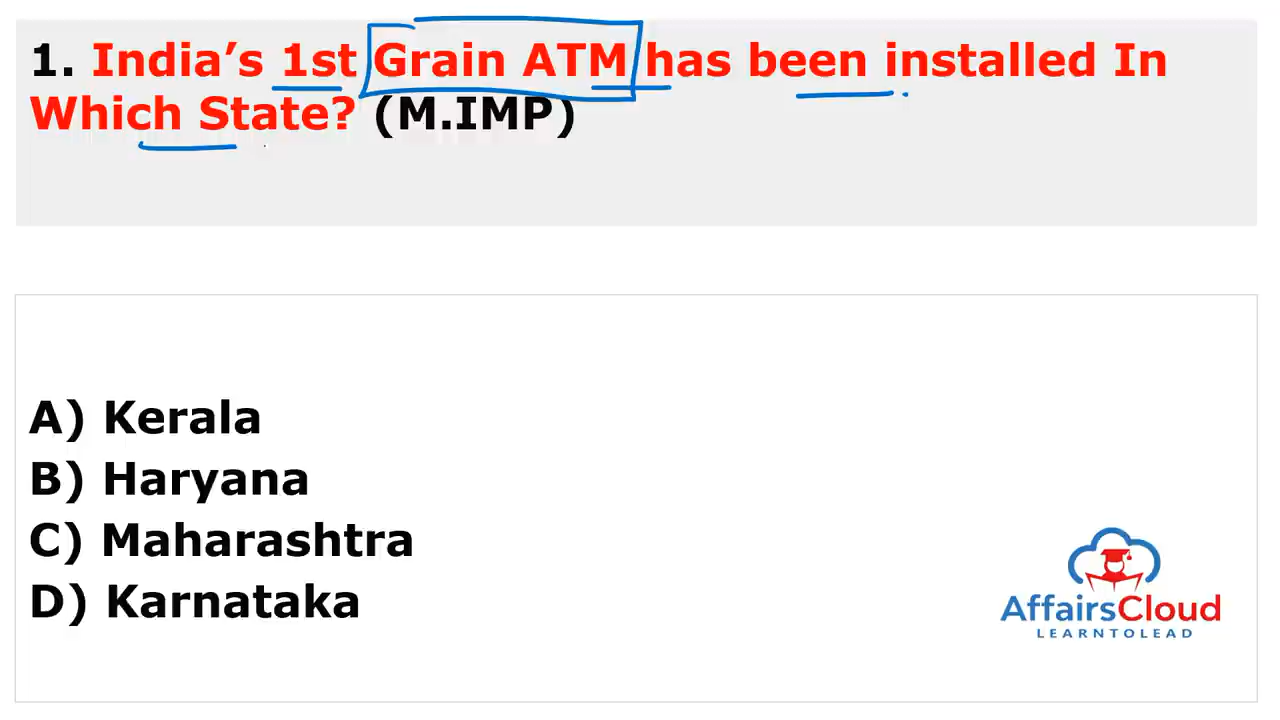 1. India’s 1st Grain ATM has been installed In
Which State? (M.IMP)
A) Kerala
B) Haryana
C) Maharashtra
D) Karnataka
AffairsCloud
LEARNTOLEAD